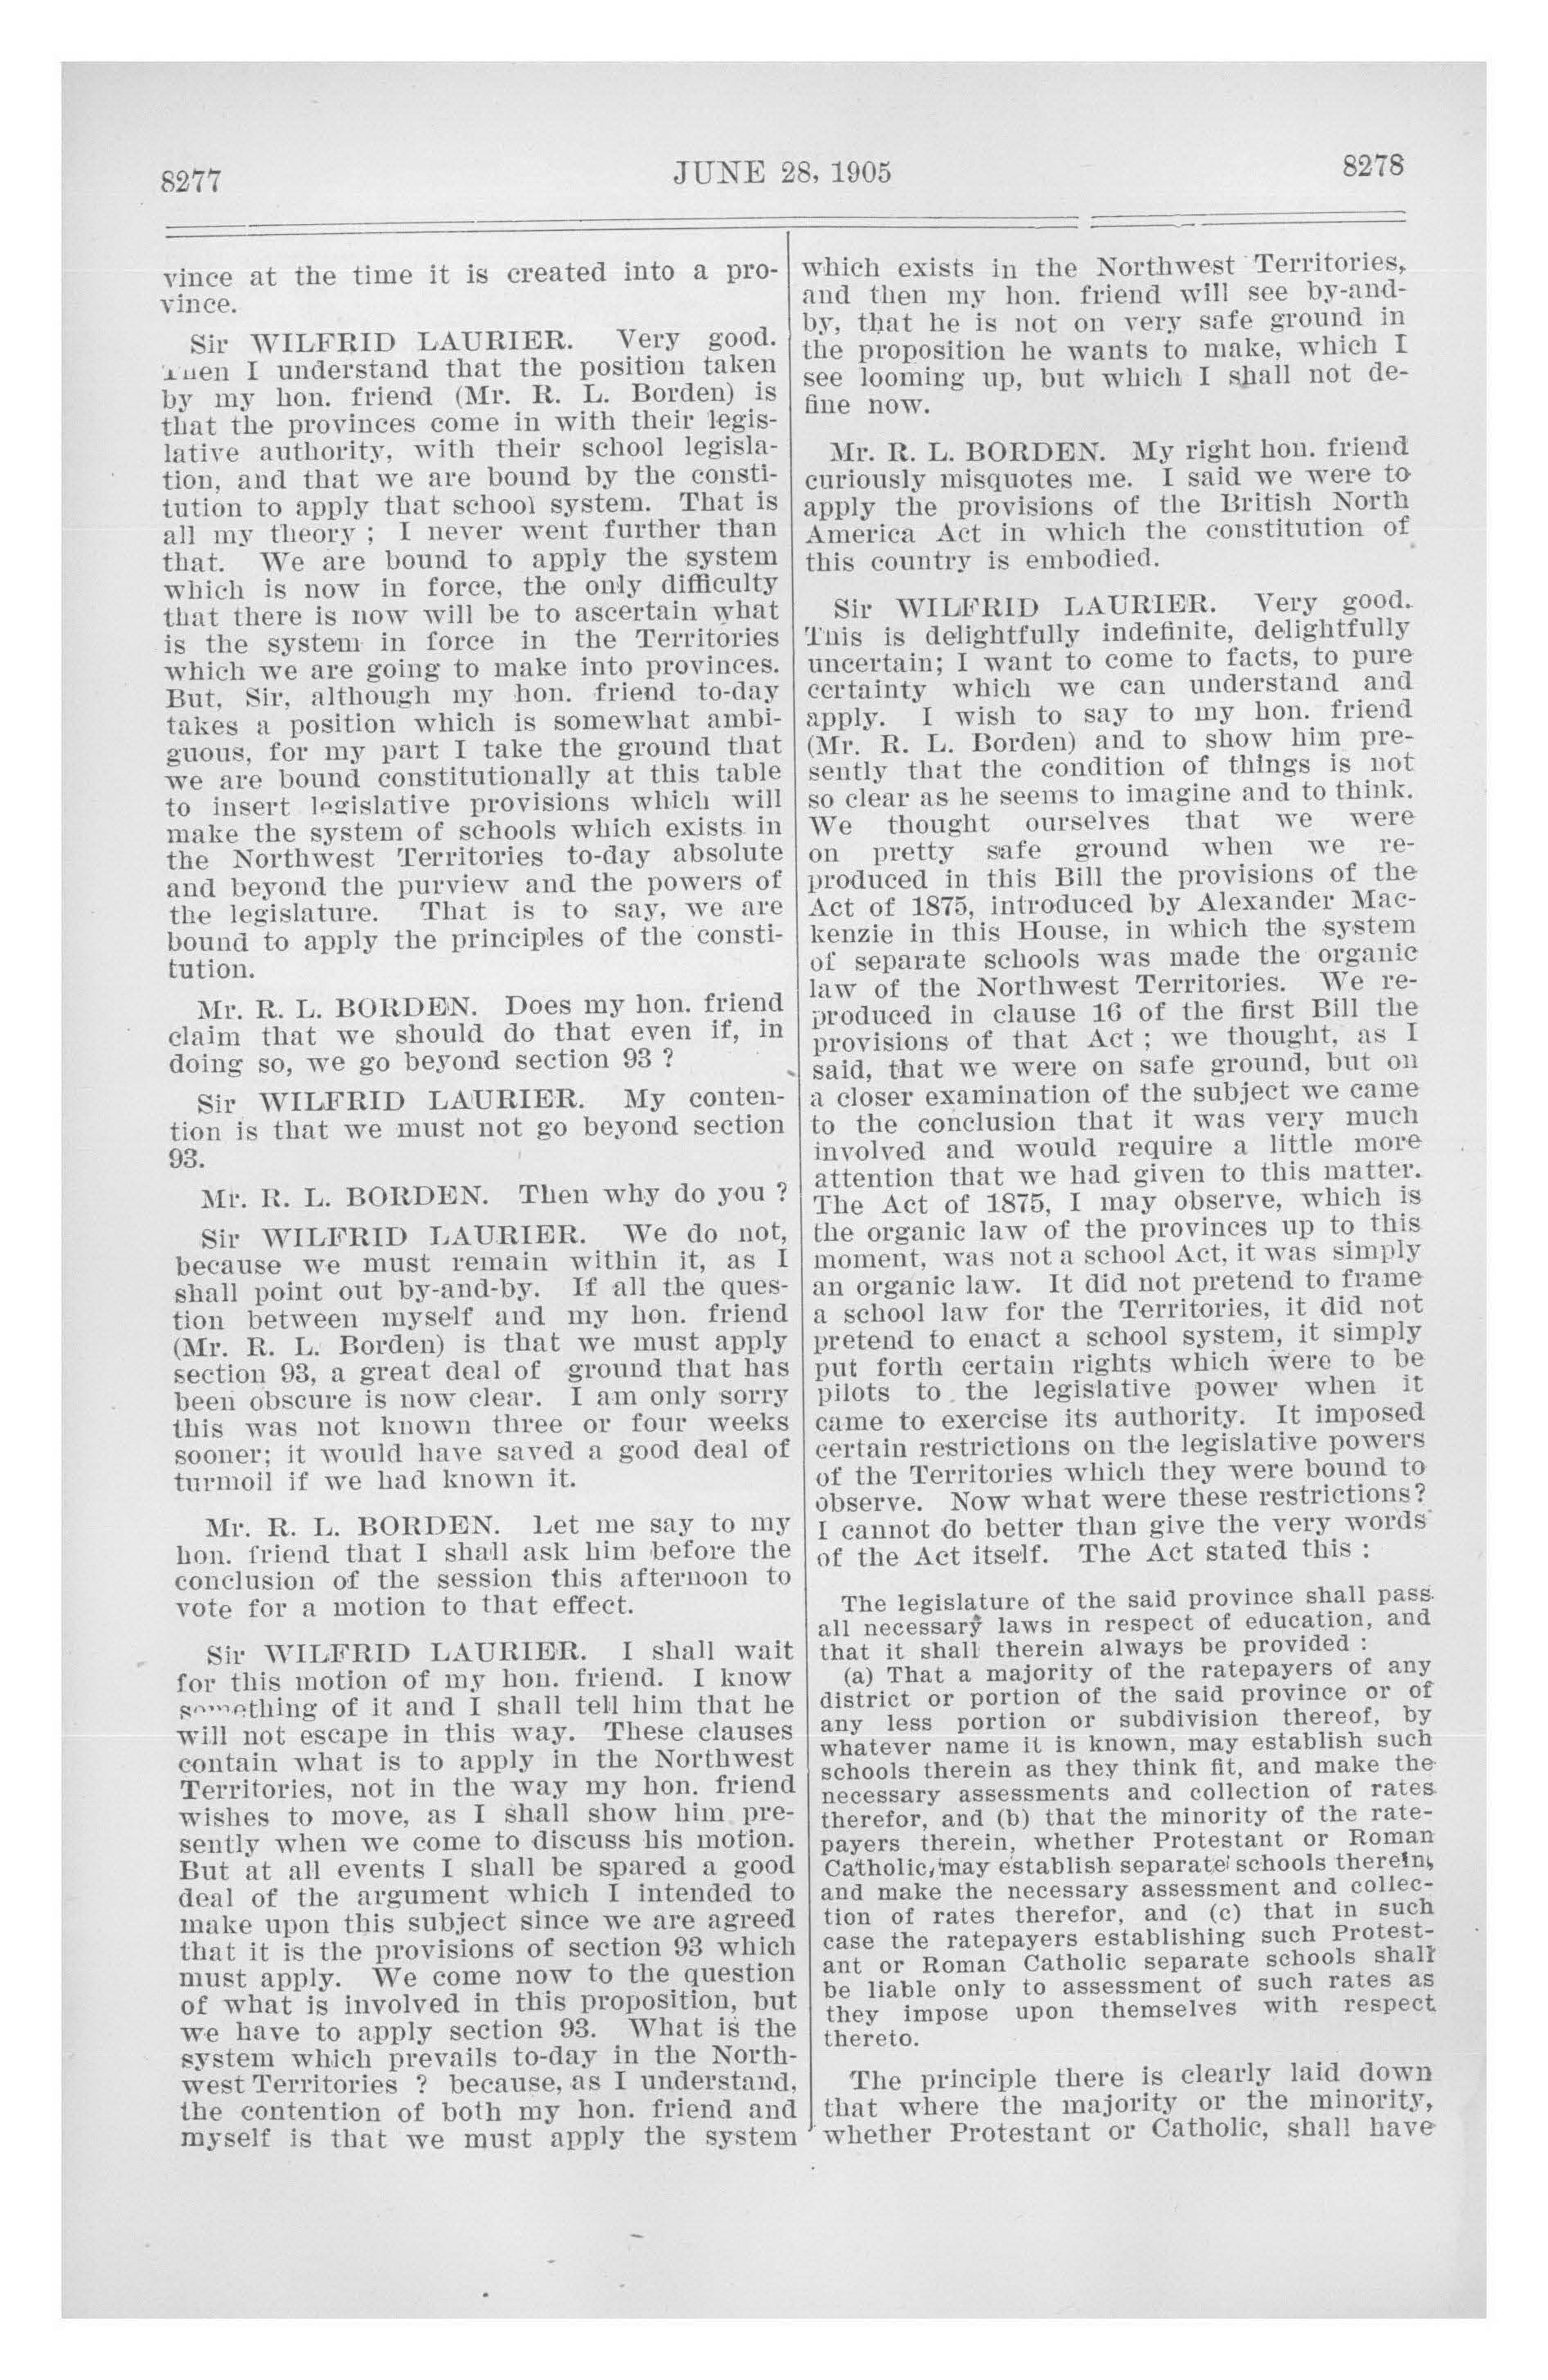 8277
JUNE 28, 1905
8278
vince at the time it is created into a pro-
vince.
Sir WILFRID LAURIER. Very good.
Then I understand that the position taken
by my hon. friend (Mr. R. L. Borden) is
that the provinces come in with their legis-
lative authority, with their school legisla-
tion, and that we are bound by the consti-
tution to apply that school system. That is
all my theory ; I never went further than
that. We are bound to apply the system
which is now in force, the only difficulty
that there is now will be to ascertain what
is the system in force in the Territories
which we are going to make into provinces.
But, Sir, although my hon. friend to-day
takes a position which is somewhat ambi-
guous, for my part I take the ground that
we are bound constitutionally at this table
to insert legislative provisions which will
make the system of schools which exists in
the Northwest Territories to-day absolute
and beyond the purview and the powers of
the legislature. That is to say, we are
bound to apply the principles of the consti-
tution.
Mr. R. L. BORDEN. Does my hon. friend
claim that we should do that even if, in
doing so, we go beyond section 93 ?
Sir WILFRID LAURIER. My conten-
tion is that we must not go beyond section
93.
Mr. R. L. BORDEN. Then why do you ?
Sir WILFRID LAURIER. We do not,
because we must remain within it, as I
shall point out by-and-by. If all the ques-
tion between myself and my hon. friend
(Mr. R. L. Borden) is that we must apply
section 93, a great deal of ground that has
been obscure is now clear. I am only sorry
this was not known three or four weeks
sooner; it would have saved a good deal of
turmoil if we had known it.
Mr. R. L. BORDEN. Let me say to my
hon. friend that I shall ask him before the
conclusion of the session this afternoon to
vote for a motion to that effect.
Sir WILFRID LAURIER. I shall wait
for this motion of my hon. friend. I know
something of it and I shall tell him that he
will not escape in this way. These clauses
contain what is to apply in the Northwest
Territories, not in the way my hon. friend
wishes to move, as I shall show him pre-
sently when we come to discuss his motion.
But at all events I shall be spared a good
deal of the argument which I intended to
make upon this subject since we are agreed
that it is the provisions of section 93 which
must apply. We come now to the question
of what is involved in this proposition, but
we have to apply section 93. What is the
system which prevails to-day in the North-
west Territories ? because, as I understand,
the contention of both my hon. friend and
myself is that we must apply the system
which exists in the Northwest Territories,
and then my hon. friend will see by-and-
by, that he is not on very safe ground in
the proposition he wants to make, which I
see looming up, but which I shall not de-
fine now.
Mr. R. L. BORDEN. My right hon. friend
curiously misquotes me. I said we were to
apply the provisions of the British North
America Act in which the constitution of
this country is embodied.
Sir WILFRID LAURIER. Very good.
This is delightfully indefinite, delightfully
uncertain; I want to come to facts, to pure
certainty which we can understand and
apply. I wish to say to my hon. friend
(Mr. R. L. Borden) and to show him pre-
sently that the condition of things is not
so clear as he seems to imagine and to think.
We thought ourselves that we were
on pretty safe ground when we re-
produced in this Bill the provisions of the
Act of 1875, introduced by Alexander Mac-
kenzie in this House, in which the system
of separate schools was made the organic
law of the Northwest Territories. We re-
produced in clause 16 of the first Bill the
provisions of that Act ; we thought, as I
said, that we were on safe ground, but on
a closer examination of the subject we came
to the conclusion that it was very much
involved and would require a little more
attention that we had given to this matter.
The Act of 1875, I may observe, which is
the organic law of the provinces up to this
moment, was not a school Act, it was simply
an organic law. It did not pretend to frame
a school law for the Territories, it did not
pretend to enact a school system, it simply
put forth certain rights which were to be
pilots to the legislative power when it
came to exercise its authority. It imposed
certain restrictions on the legislative powers
of the Territories which they were bound to
observe. Now what were these restrictions?
I cannot do better than give the very words
of the Act itself. The Act stated this :
The legislature of the said province shall pass
all necessary laws in respect of education, and
that it shall therein always be provided :
(a) That a majority of the ratepayers of any
district or portion of the said province or of
any less portion or subdivision thereof, by
whatever name it is known, may establish such
schools therein as they think fit, and make the
necessary assessments and collection of rates
therefor, and (b) that the minority of the rate-
payers therein, whether Protestant or Roman
Catholic, may establish separate schools therein,
and make the necessary assessment and collec-
tion of rates therefor, and (c) that in such
case the ratepayers establishing such Protest-
ant or Roman Catholic separate schools shall
be liable only to assessment of such rates as
they impose upon themselves with respect
thereto.
The principle there is clearly laid down
that where the majority or the minority,
whether Protestant or Catholic, shall have